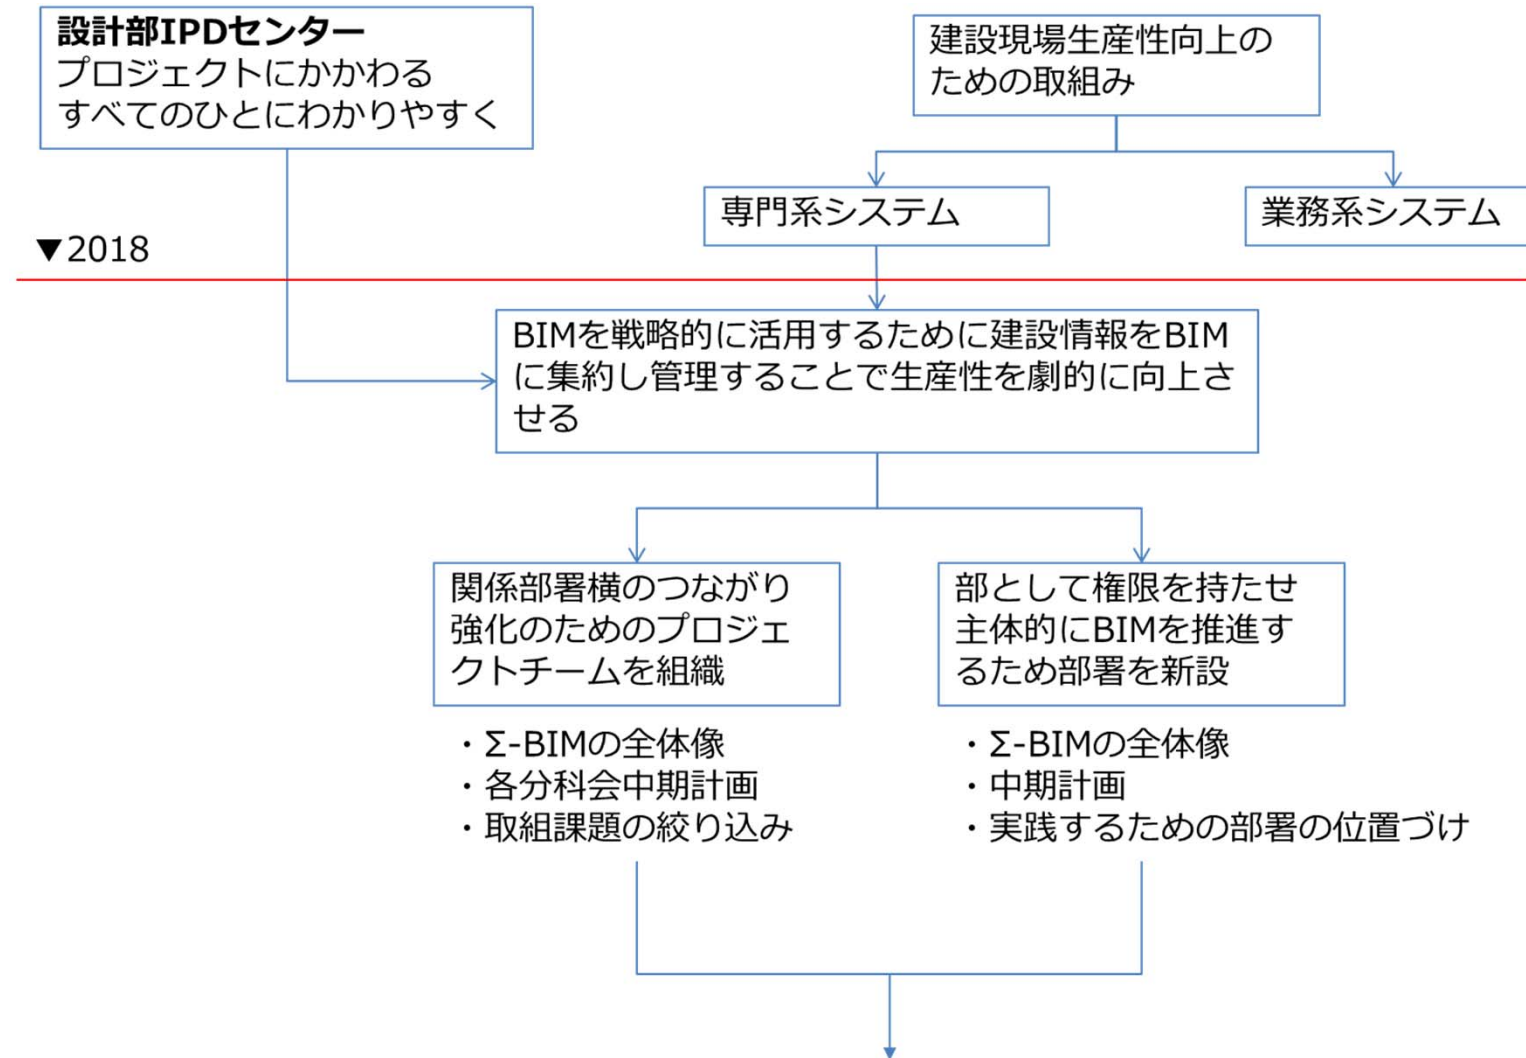 設計部IPDセンター
プロジェクトにかかわる
すべてのひとにわかりやすく
建設現場生産性向上の
ための取組み
専門系システム
業務系システム
▼2018
BIMを戦略的に活用するために建設情報をBIM
に集約し管理することで生産性を劇的に向上さ
せる
関係部署横のつながり
強化のためのプロジェ
クトチームを組織
・Σ-BIMの全体像
・各分科会中期計画
・取組課題の絞り込み
部として権限を持たせ
主体的にBIMを推進す
るため部署を新設
・Σ-BIMの全体像
・中期計画
・実践するための部署の位置づけ